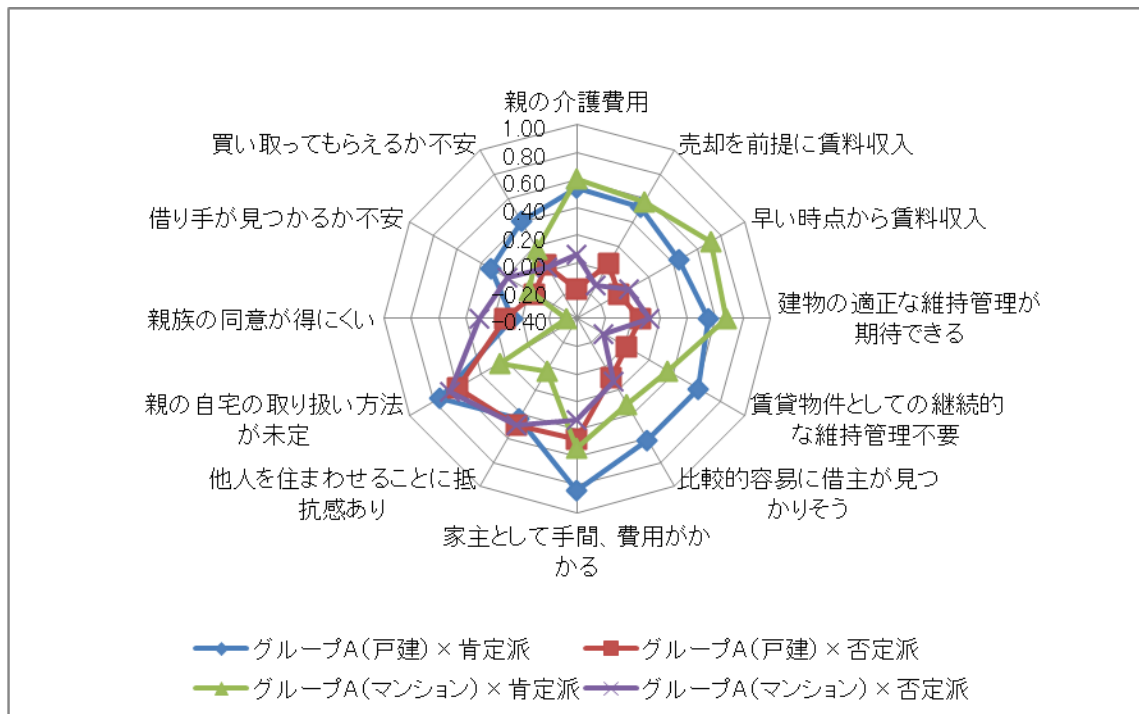 親の介護費用
1.00
0.80
0.60
0.40
0.20
0.00
-0.20
-0.40
売却を前提に賃料収入
早い時点から賃料収入
建物の適正な維持管理が
期待できる
賃貸物件としての継続的
な維持管理不要
比較的容易に借主が見つ
かりそう
家主として手間、費用がか
かる
他人を住まわせることに抵
抗感あり
親の自宅の取り扱い方法
が未定
親族の同意が得にくい
借り手が見つかるか不安
買い取ってもらえるか不安
グループA(戸建)×肯定派
グループA(戸建)×否定派
グループA(マンション)×肯定派
グループA(マンション)×否定派